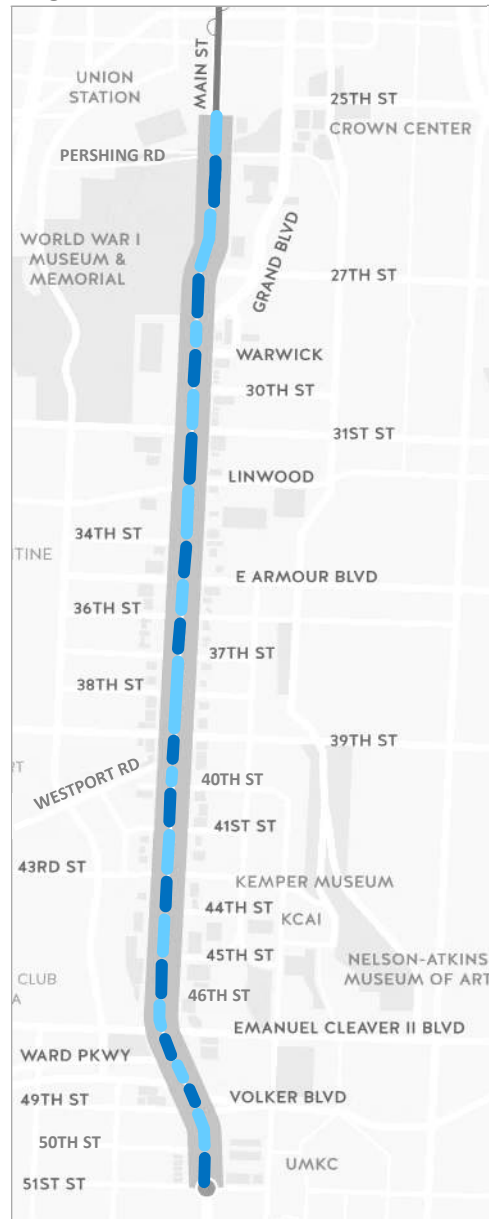 MAIN ST
UNION
STATION
25TH ST
CROWN CENTER
PERSHING RD
WORLD WAR I
MUSEUM &
MEMORIAL
GRAND BLVD
27TH ST
WARWICK
30TH ST
31ST ST
LINWOOD
34TH ST
TINE
E ARMOUR BLVD
36TH ST
37TH ST
38TH ST
39TH ST
WESTPORT RD
40TH ST
41ST ST
43RD ST
KEMPER MUSEUM
44TH ST
KCAI
45TH ST
NELSON-ATKINS
MUSEUM OF ART
CLUB
A
46TH ST
EMANUEL CLEAVER II BLVD
WARD PKWY
49TH ST
VOLKER BLVD
50TH ST
UMKC
51ST ST